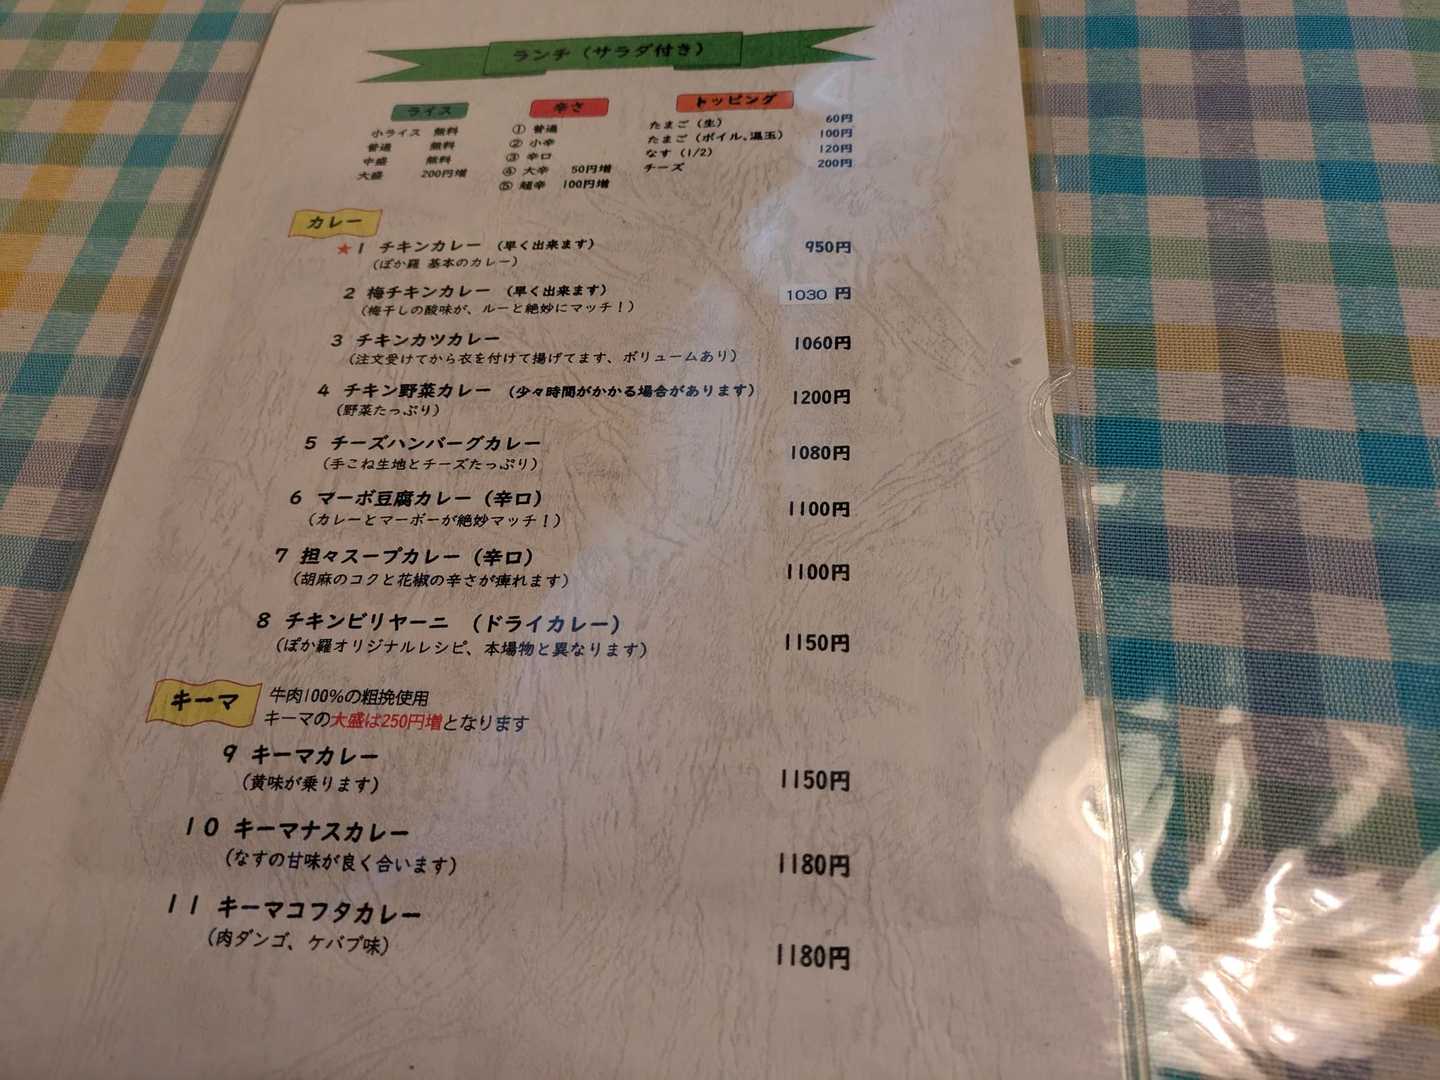 ランチ（サラダ付き）
ライス
小ライス 無料
普通 無料
中盛 無料
大盛 200円増
辛さ
① 普通
② 小辛
③ 辛口
④ 大辛 50円増
⑤ 超辛 100円増
トッピング
たまご（生） 60円
たまご（ボイル、温玉） 100円
なす（1/2） 120円
チーズ 200円
カレー
★1 チキンカレー （早く出来ます） 950円
（ぽか羅 基本のカレー）
2 梅チキンカレー （早く出来ます） 1030 円
（梅干しの酸味が、ルーと絶妙にマッチ！）
3 チキンカツカレー 1060円
（注文受けてから衣を付けて揚げてます、ボリュームあり）
4 チキン野菜カレー （少々時間がかかる場合があります） 1200円
（野菜たっぷり）
5 チーズハンバーグカレー 1080円
（手こね生地とチーズたっぷり）
6 マーボ豆腐カレー（辛口） 1100円
（カレーとマーボーが絶妙マッチ！）
7 担々スープカレー（辛口） 1100円
（胡麻のコクと花椒の辛さが痺れます）
8 チキンビリヤーニ （ドライカレー） 1150円
（ぽか羅オリジナルレシピ、本場物と異なります）
キーマ
牛肉100%の粗挽使用
キーマの大盛は250円増となります
9 キーマカレー 1150円
（黄味が乗ります）
10 キーマナスカレー 1180円
（なすの甘味が良く合います）
11 キーマコフタカレー 1180円
（肉ダンゴ、ケバブ味）